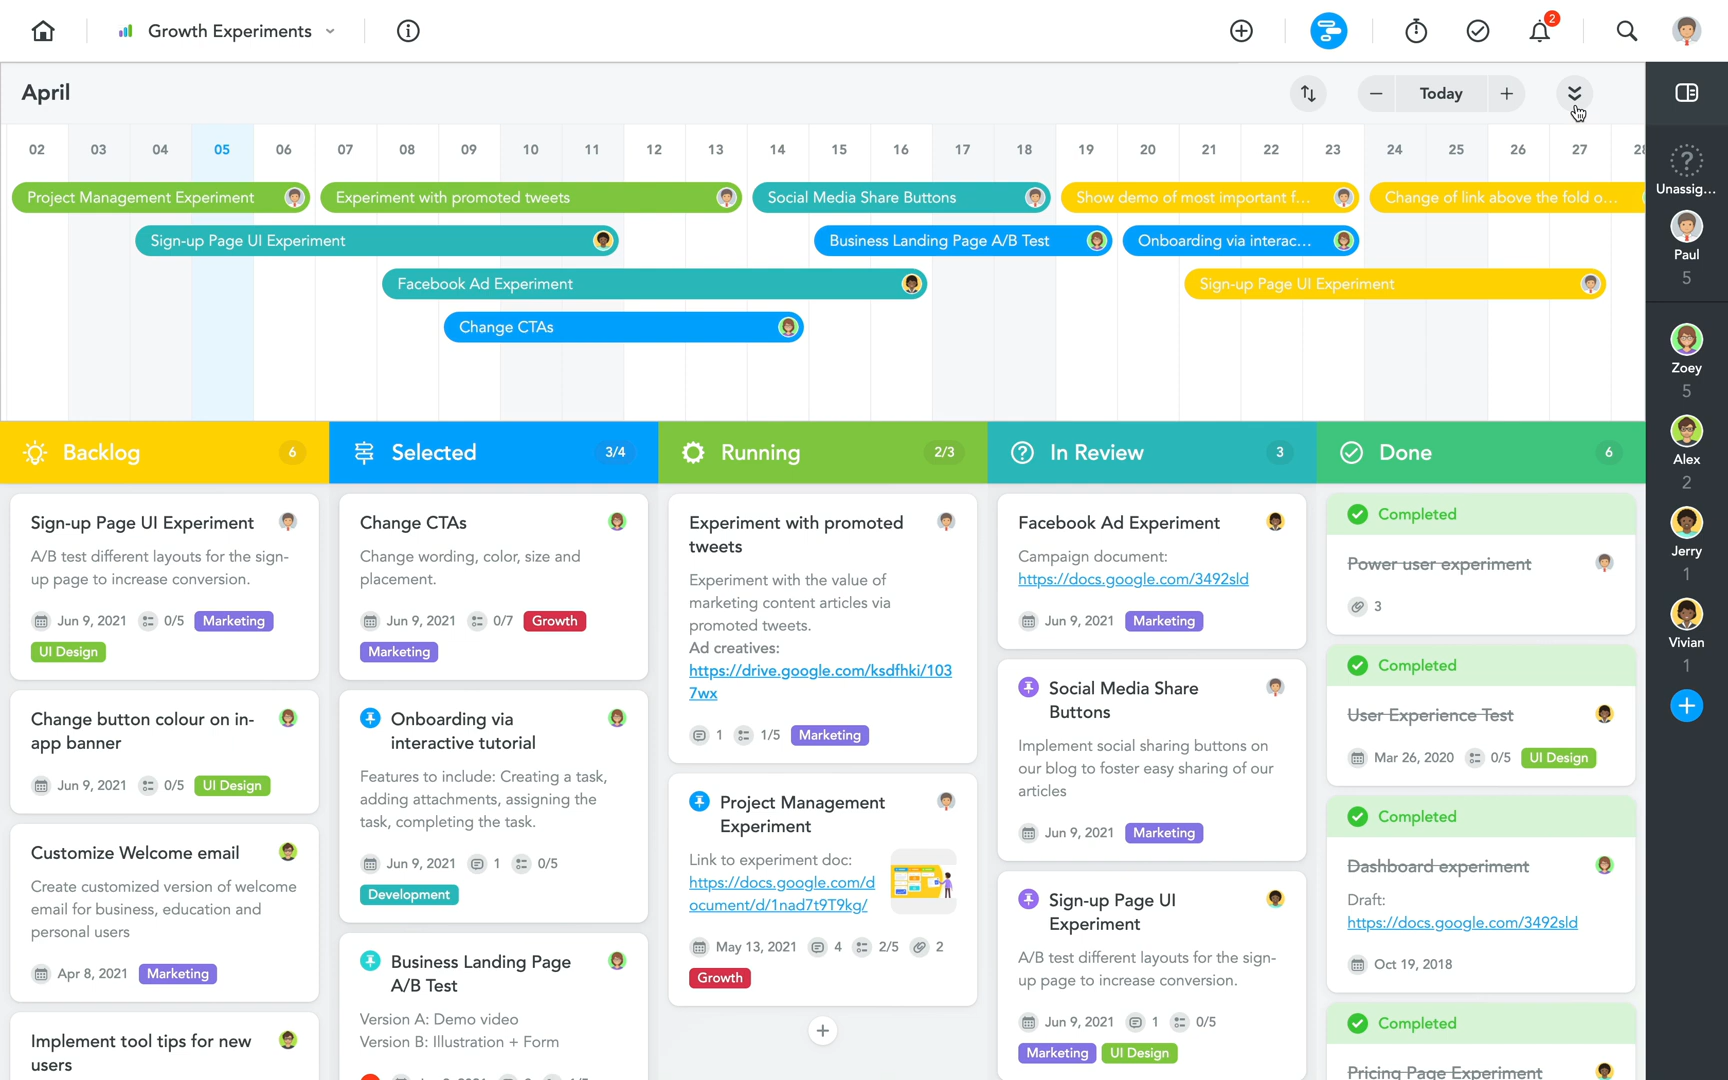 Growth Experiments
2
April
Today
02 03 04 05 06 07 08 09 10 11 12 13 14 15 16 17 18 19 20 21 22 23 24 25 26 27 28
Project Management Experiment
Experiment with promoted tweets
Social Media Share Buttons
Show demo of most important f...
Change of link above the fold o...
Sign-up Page UI Experiment
Business Landing Page A/B Test
Onboarding via interac...
Facebook Ad Experiment
Sign-up Page UI Experiment
Change CTAs
Backlog 6
Sign-up Page UI Experiment
A/B test different layouts for the sign-
up page to increase conversion.
Jun 9, 2021 0/5 Marketing
UI Design
Change button colour on in-
app banner
Jun 9, 2021 0/5 UI Design
Customize Welcome email
Create customized version of welcome
email for business, education and
personal users
Apr 8, 2021 Marketing
Implement tool tips for new
users
Selected 3/4
Change CTAs
Change wording, color, size and
placement.
Jun 9, 2021 0/7 Growth
Marketing
Onboarding via
interactive tutorial
Features to include: Creating a task,
adding attachments, assigning the
task, completing the task.
Jun 9, 2021 1 0/5
Development
Business Landing Page
A/B Test
Version A: Demo video
Version B: Illustration + Form
Running 2/3
Experiment with promoted
tweets
Experiment with the value of
marketing content articles via
promoted tweets.
Ad creatives:
https://drive.google.com/ksdfhki/103
7wx
1 1/5 Marketing
Project Management
Experiment
Link to experiment doc:
https://docs.google.com/d
ocument/d/1nad7t9T9kg/
May 13, 2021 4 2/5 2
Growth
In Review 3
Facebook Ad Experiment
Campaign document:
https://docs.google.com/3492sld
Jun 9, 2021 Marketing
Social Media Share
Buttons
Implement social sharing buttons on
our blog to foster easy sharing of our
articles
Jun 9, 2021 Marketing
Sign-up Page UI
Experiment
A/B test different layouts for the sign-
up page to increase conversion.
Jun 9, 2021 1 0/5
Marketing UI Design
Done 6
Completed
Power user experiment
3
Completed
User Experience Test
Mar 26, 2020 0/5 UI Design
Completed
Dashboard experiment
Draft:
https://docs.google.com/3492sld
Oct 19, 2018
Completed
Pricing Page Experiment
Unassig...
Paul
5
Zoey
5
Alex
2
Jerry
1
Vivian
1